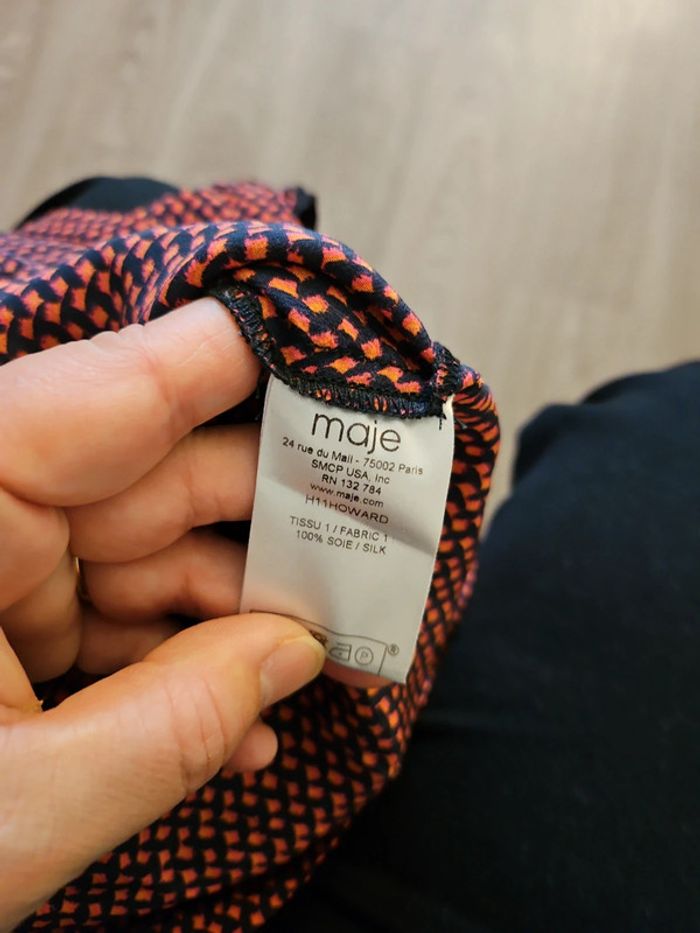 maje
24 rue du Mail - 75002 Paris
SMCP USA, Inc
RN 132 784
www.maje.com
H11HOWARD
TISSU 1 / FABRIC 1
100% SOIE / SILK
P ®